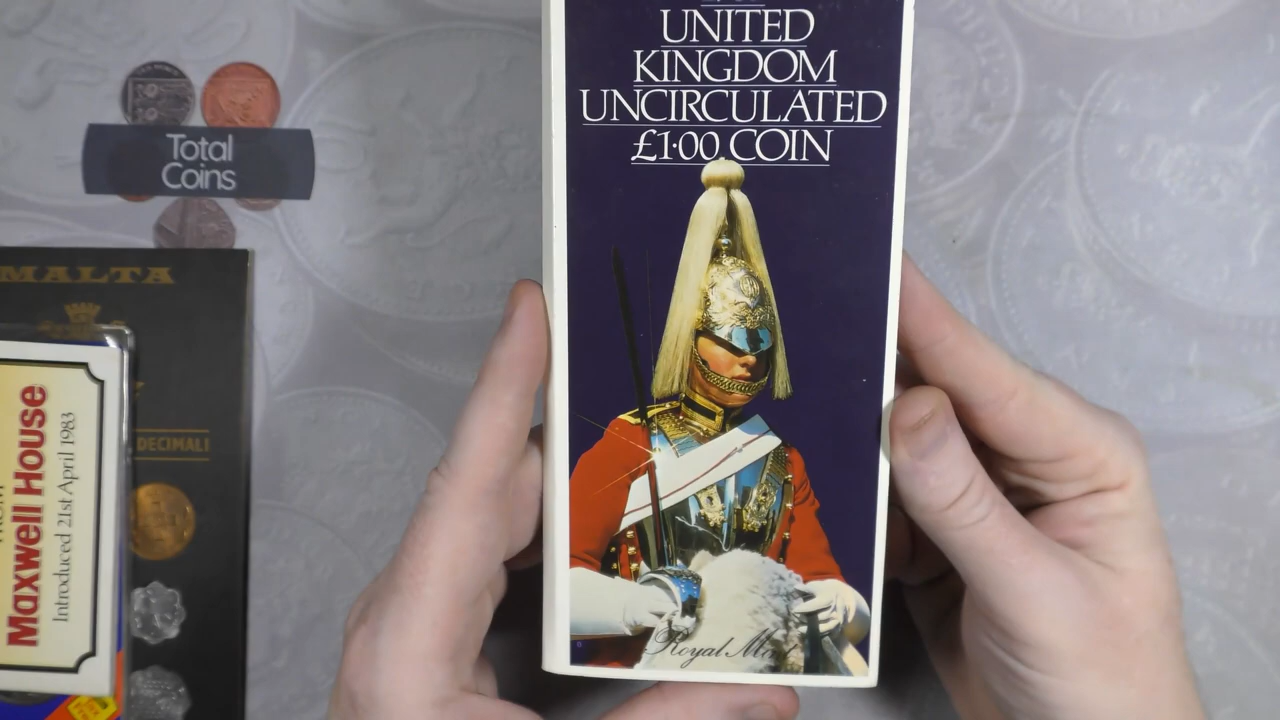 UNITED
KINGDOM
UNCIRCULATED
£1·00 COIN
Royal Mint
Total
Coins
MALTA
DECIMALI
Maxwell House
Introduced 21st April 1983